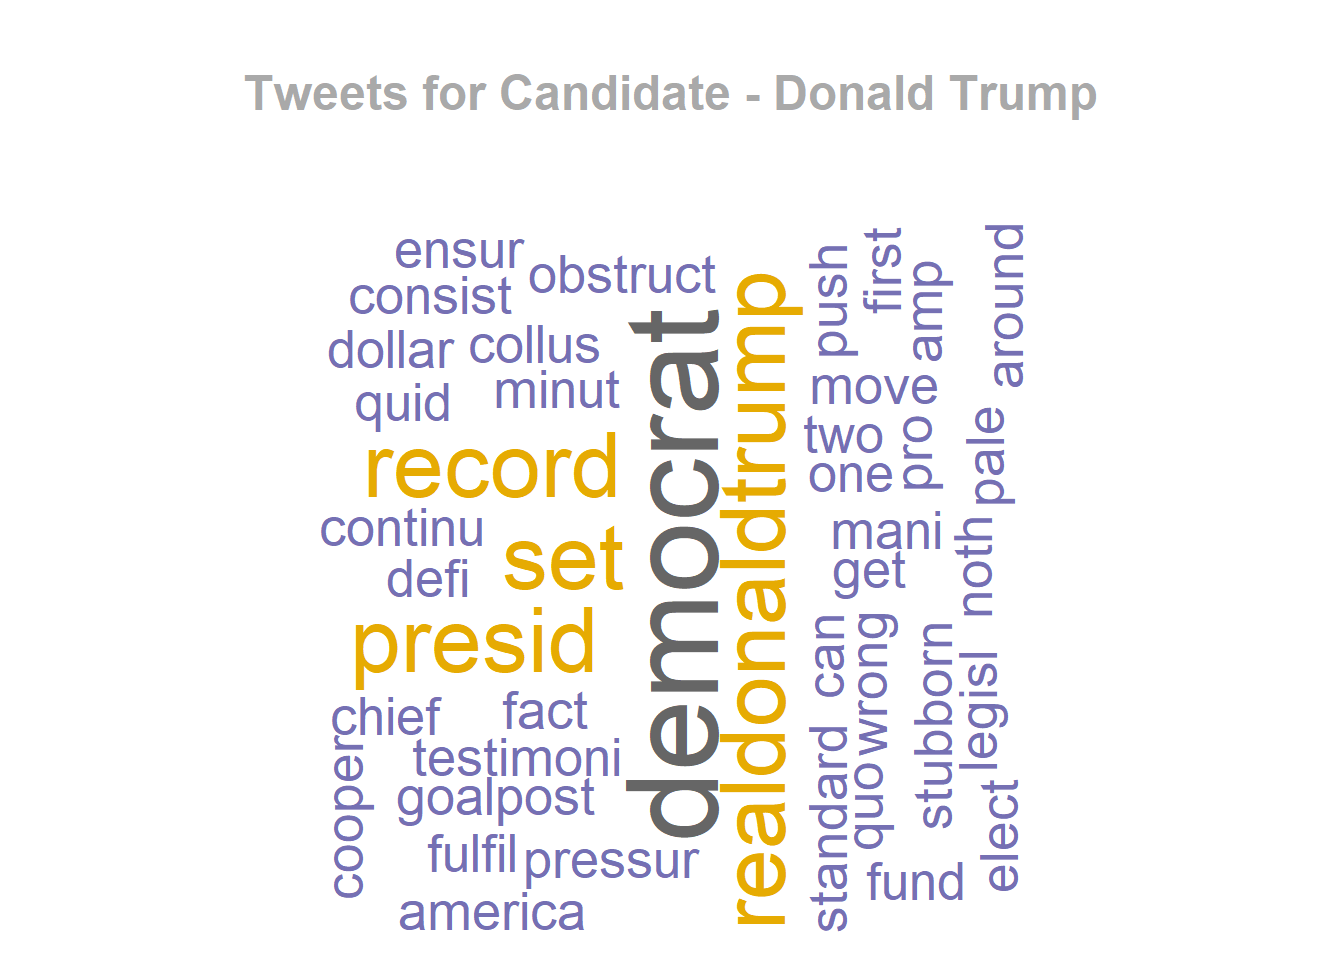 Tweets for Candidate - Donald Trump
ensur
obstruct
consist
dollar
collus
quid
minut
record
continu
set
defi
presid
chief
fact
testimoni
cooper
goalpost
fulfil
pressur
america
democrat
realdonaldtrump
push
first
amp
around
move
two
pro
one
pale
mani
noth
get
can
wrong
stubborn
legisl
standard
quo
elect
fund